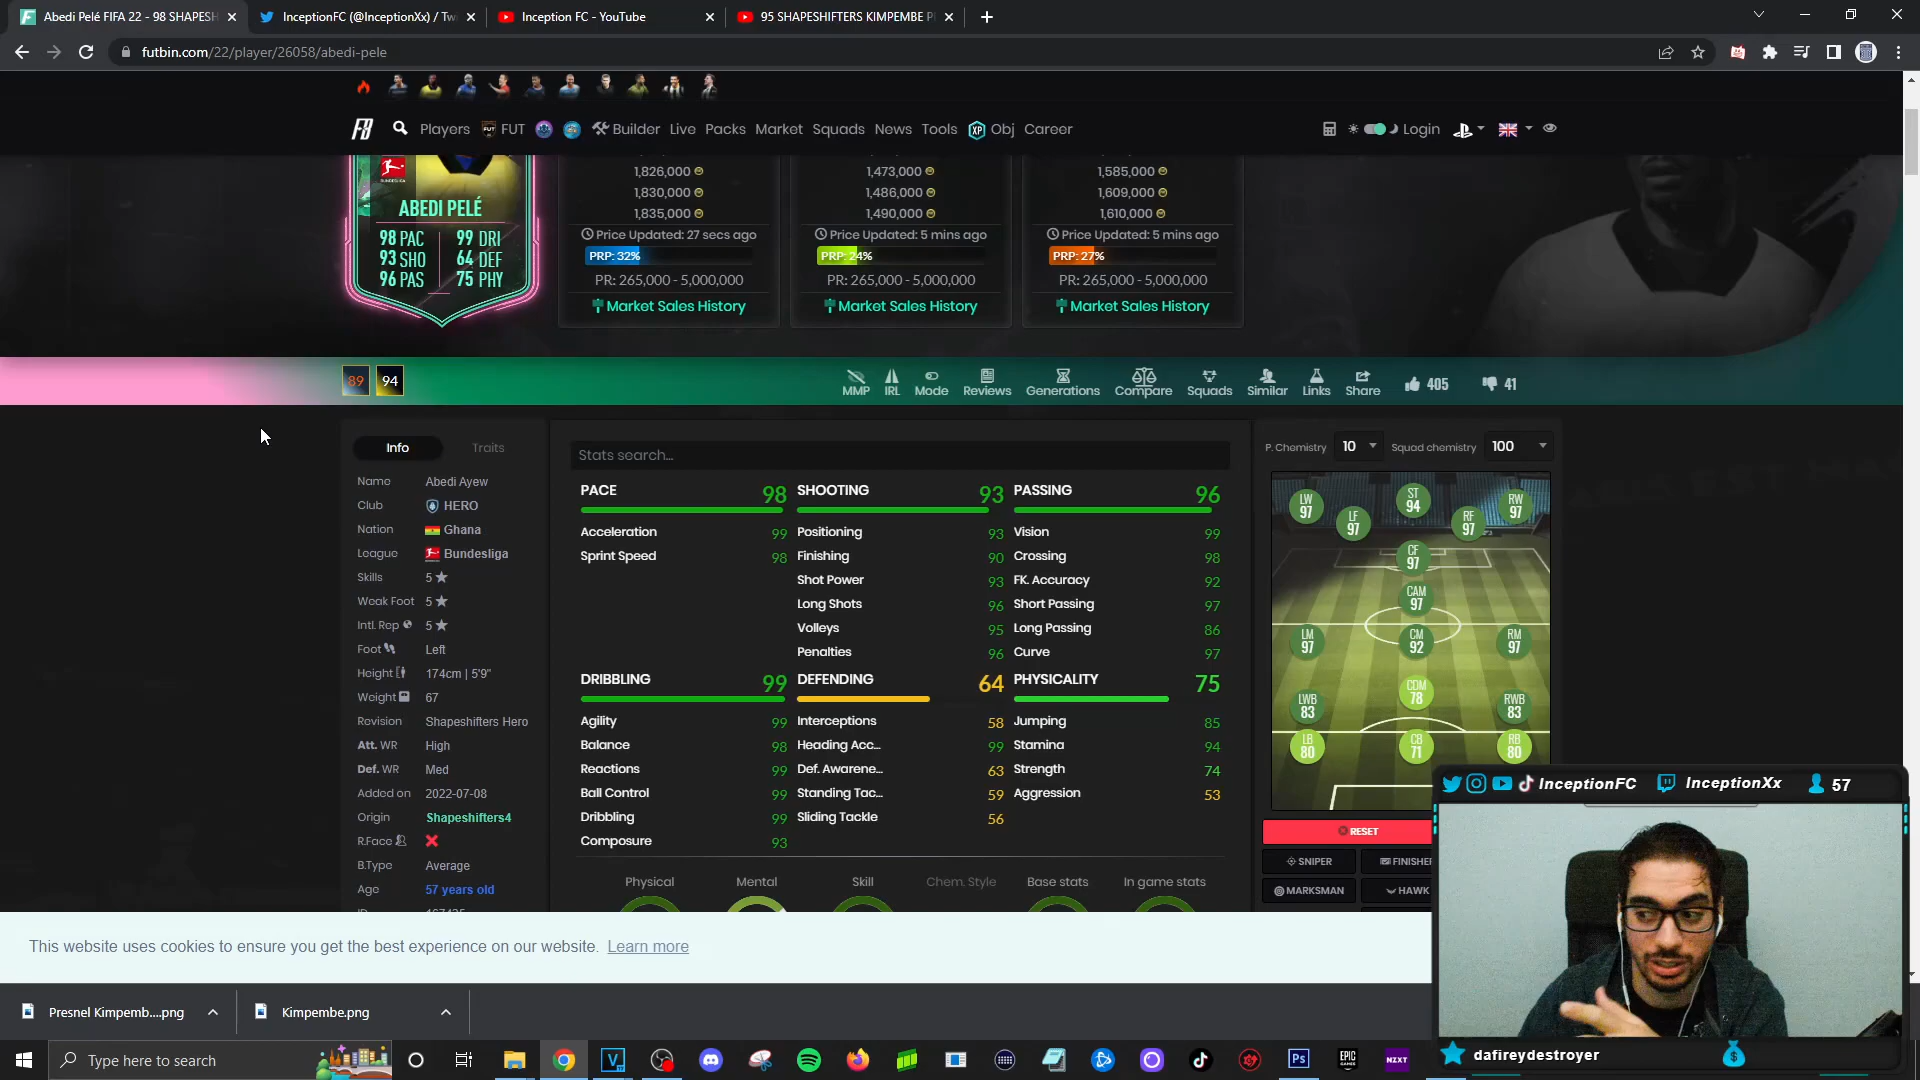 Abedi Pelé FIFA 22 - 98 SHAPESH
InceptionFC (@InceptionXx) / Tw
Inception FC - YouTube
95 SHAPESHIFTERS KIMPEMBE P
futbin.com/22/player/26058/abedi-pele
Players FUT Builder Live Packs Market Squads News Tools XP Obj Career
Login
ABEDI PELÉ
98 PAC 99 DRI
93 SHO 64 DEF
96 PAS 75 PHY
1,826,000
1,830,000
1,835,000
Price Updated: 27 secs ago
PRP: 32%
PR: 265,000 - 5,000,000
Market Sales History
1,473,000
1,486,000
1,490,000
Price Updated: 5 mins ago
PRP: 24%
PR: 265,000 - 5,000,000
Market Sales History
1,585,000
1,609,000
1,610,000
Price Updated: 5 mins ago
PRP: 27%
PR: 265,000 - 5,000,000
Market Sales History
89 94
MMP IRL Mode Reviews Generations Compare Squads Similar Links Share 405 41
Info Traits
Name Abedi Ayew
Club HERO
Nation Ghana
League Bundesliga
Skills 5
Weak Foot 5
Intl. Rep 5
Foot Left
Height 174cm | 5'9"
Weight 67
Revision Shapeshifters Hero
Att. WR High
Def. WR Med
Added on 2022-07-08
Origin Shapeshifters4
R.Face
B.Type Average
Age 57 years old
Stats search...
PACE 98
Acceleration 99
Sprint Speed 98
SHOOTING 93
Positioning 93
Finishing 90
Shot Power 93
Long Shots 96
Volleys 95
Penalties 96
PASSING 96
Vision 99
Crossing 98
FK. Accuracy 92
Short Passing 97
Long Passing 86
Curve 97
DRIBBLING 99
Agility 99
Balance 98
Reactions 99
Ball Control 99
Dribbling 99
Composure 93
DEFENDING 64
Interceptions 58
Heading Acc... 99
Def. Awarene... 63
Standing Tac... 59
Sliding Tackle 56
PHYSICALITY 75
Jumping 85
Stamina 94
Strength 74
Aggression 53
Physical Mental Skill Chem. Style Base stats In game stats
P. Chemistry 10 Squad chemistry 100
LW 97
ST 94
RW 97
LF 97
RF 97
CF 97
CAM 97
LM 97
CM 92
RM 97
CDM 78
LWB 83
RWB 83
LB 80
CB 71
RB 80
RESET
SNIPER FINISHER
MARKSMAN HAWK
InceptionFC InceptionXx 57
dafireydestroyer
This website uses cookies to ensure you get the best experience on our website. Learn more
Presnel Kimpemb....png
Kimpembe.png
Type here to search
Ps
EPIC GAMES
NZXT